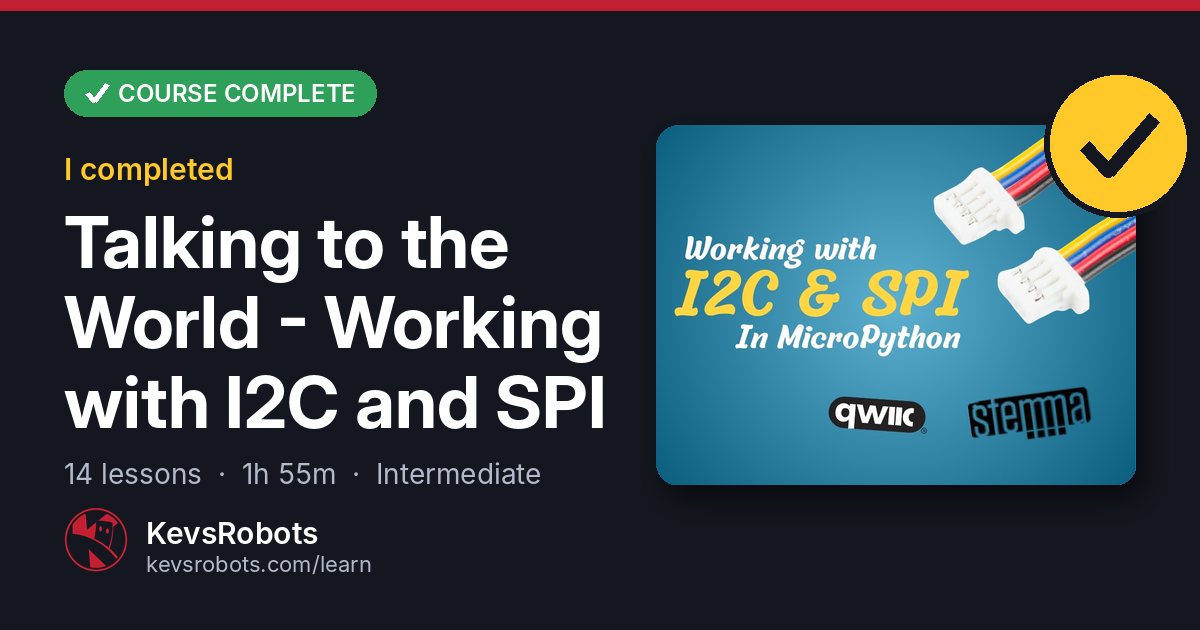 COURSE COMPLETE
I completed
Talking to the
World - Working
with I2C and SPI
14 lessons · 1h 55m · Intermediate
KevsRobots
kevsrobots.com/learn
Working with
I2C & SPI
In MicroPython
qwiic
stemma